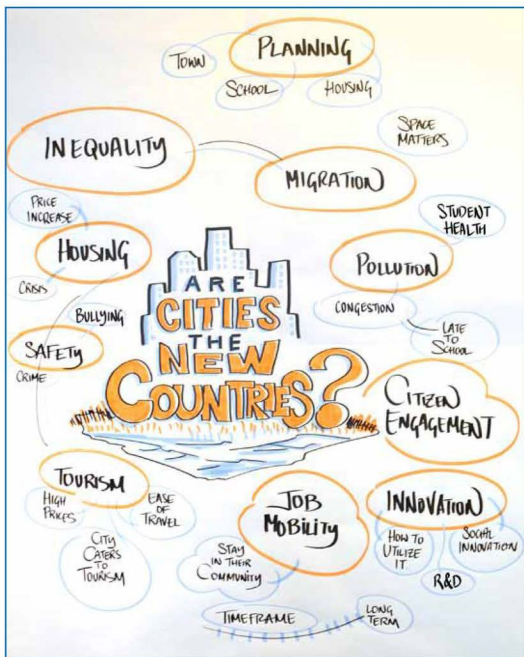 PLANNING
TOWN
SCHOOL
HOUSING
SPACE
MATTERS
INEQUALITY
MIGRATION
PRICE
INCREASE
HOUSING
CRISIS
STUDENT
HEALTH
POLLUTION
CONGESTION
LATE
TO
SCHOOL
BULLYING
SAFETY
CRIME
ARE
CITIES
THE
NEW
COUNTRIES?
CITIZEN
ENGAGEMENT
TOURISM
HIGH
PRICES
EASE
OF
TRAVEL
CITY
CATERS
TO
TOURISM
JOB
MOBILITY
STAY
IN THEIR
COMMUNITY
INNOVATION
HOW TO
UTILIZE
IT
SOCIAL
INNOVATION
R&D
TIMEFRAME
LONG
TERM